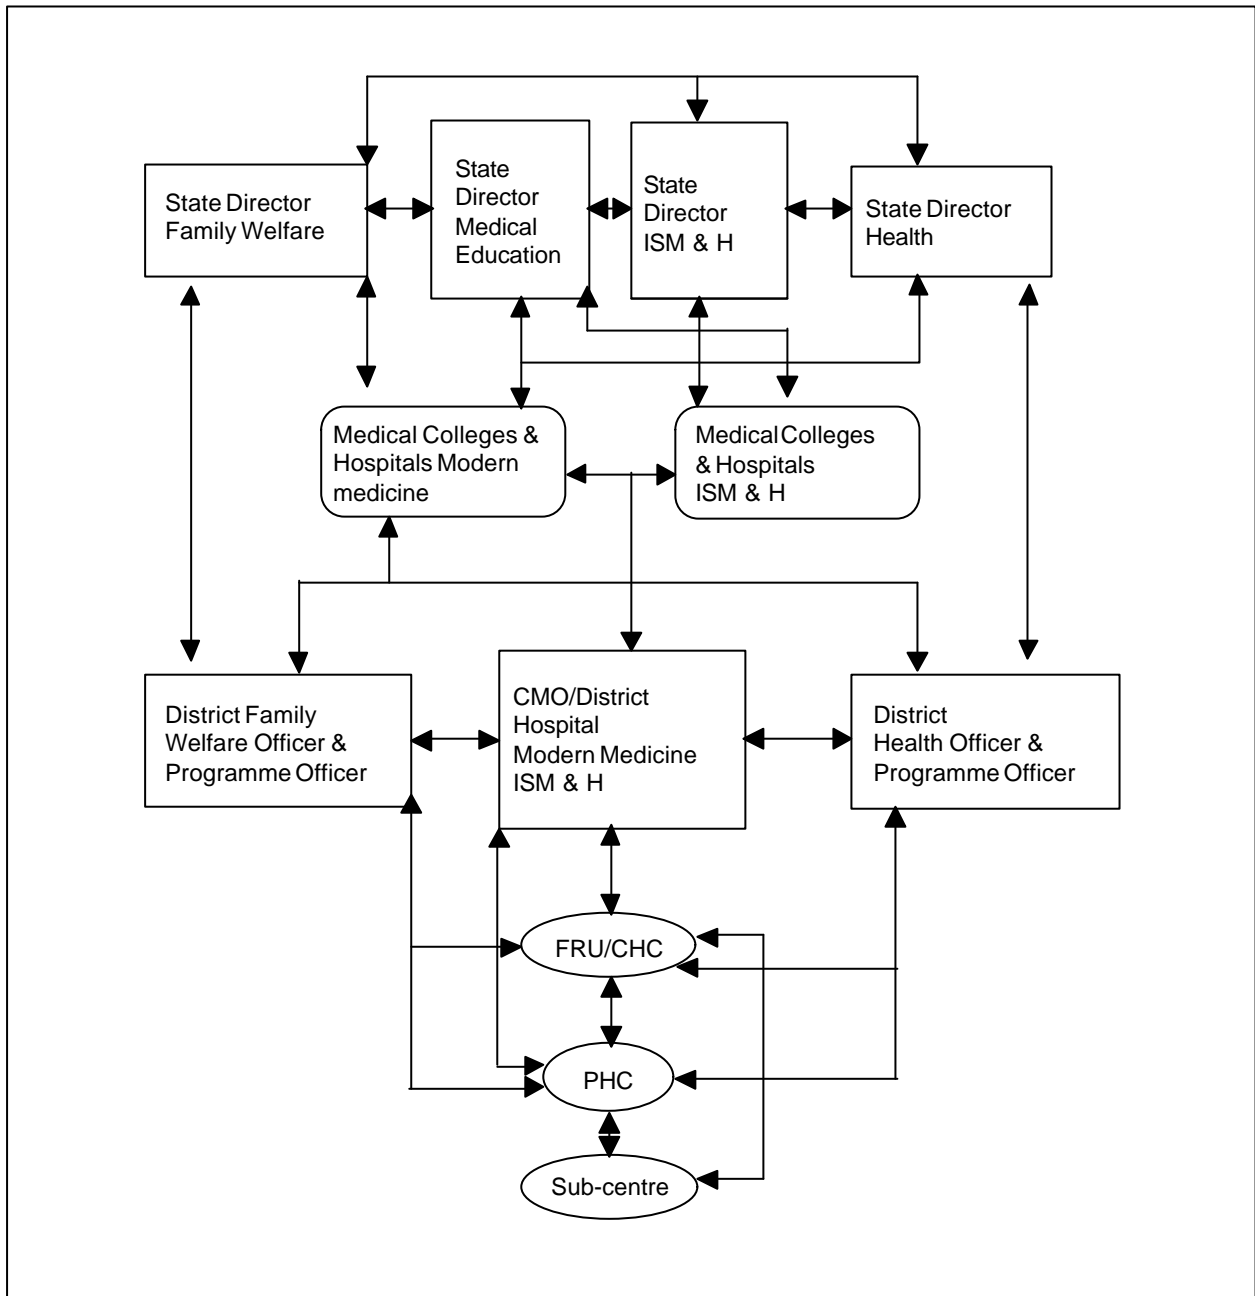 State Director
Family Welfare
State
Director
Medical
Education
State
Director
ISM & H
State Director
Health
Medical Colleges &
Hospitals Modern
medicine
Medical Colleges
& Hospitals
ISM & H
District Family
Welfare Officer &
Programme Officer
CMO/District
Hospital
Modern Medicine
ISM & H
District
Health Officer &
Programme Officer
FRU/CHC
PHC
Sub-centre